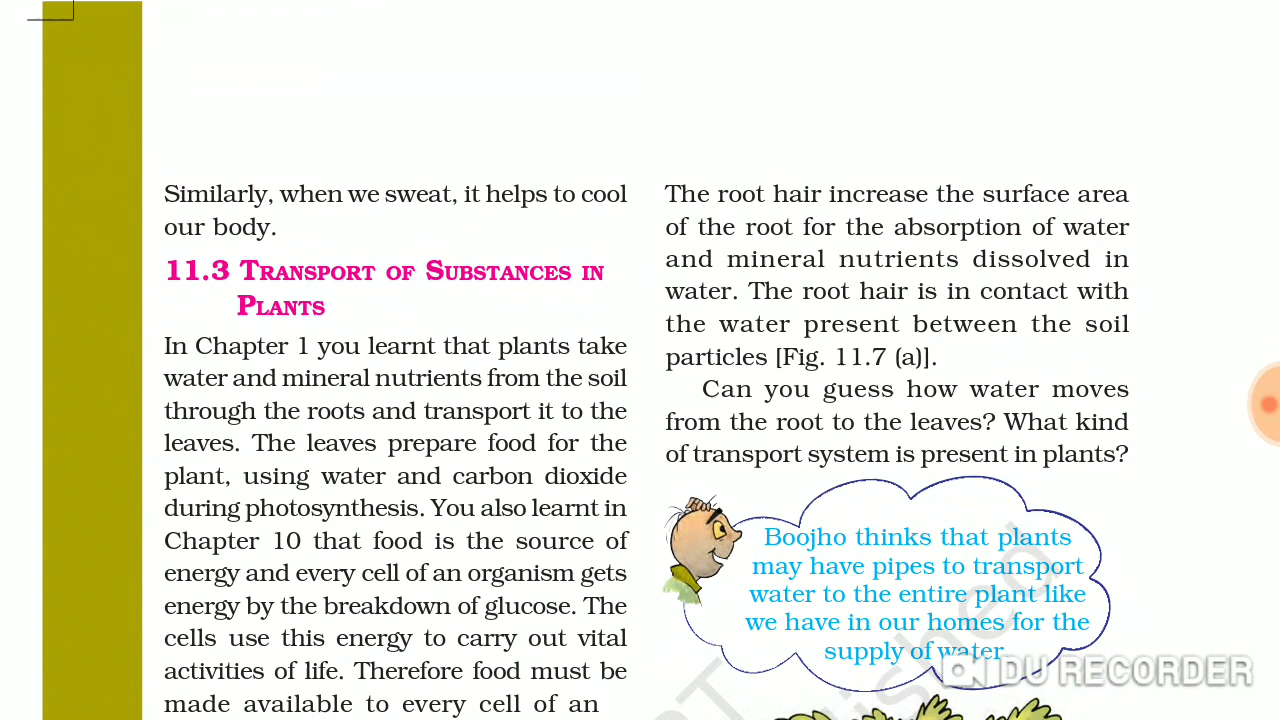 Similarly, when we sweat, it helps to cool
our body.
11.3 TRANSPORT OF SUBSTANCES IN
PLANTS
In Chapter 1 you learnt that plants take
water and mineral nutrients from the soil
through the roots and transport it to the
leaves. The leaves prepare food for the
plant, using water and carbon dioxide
during photosynthesis. You also learnt in
Chapter 10 that food is the source of
energy and every cell of an organism gets
energy by the breakdown of glucose. The
cells use this energy to carry out vital
activities of life. Therefore food must be
made available to every cell of an
The root hair increase the surface area
of the root for the absorption of water
and mineral nutrients dissolved in
water. The root hair is in contact with
the water present between the soil
particles [Fig. 11.7 (a)].
Can you guess how water moves
from the root to the leaves? What kind
of transport system is present in plants?
Boojho thinks that plants
may have pipes to transport
water to the entire plant like
we have in our homes for the
supply of water
DU RECORDER